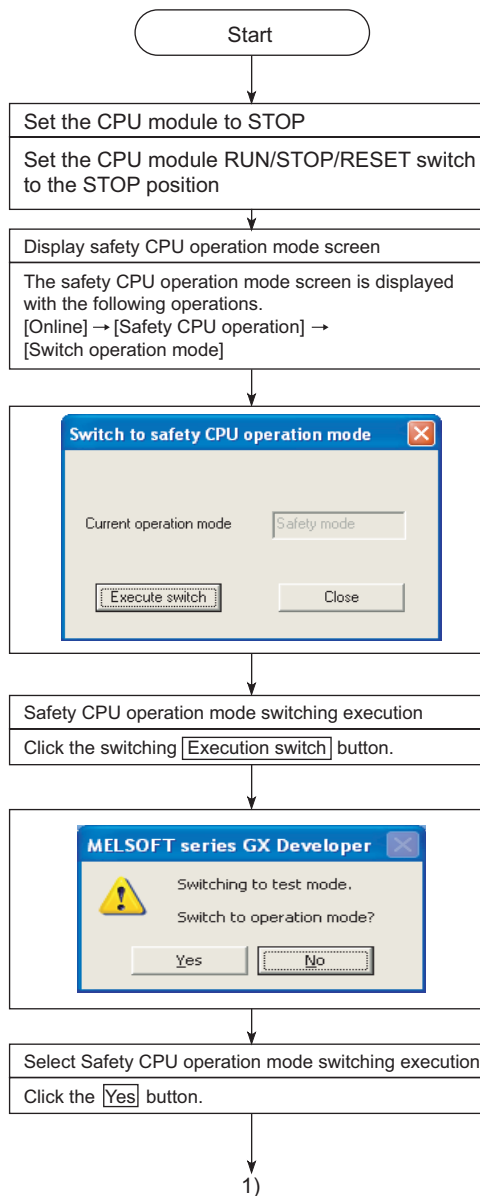 Start
Set the CPU module to STOP
Set the CPU module RUN/STOP/RESET switch
to the STOP position
Display safety CPU operation mode screen
The safety CPU operation mode screen is displayed
with the following operations.
[Online] → [Safety CPU operation] →
[Switch operation mode]
Switch to safety CPU operation mode
Current operation mode Safety mode
Execute switch Close
Safety CPU operation mode switching execution
Click the switching Execution switch button.
MELSOFT series GX Developer
Switching to test mode.
Switch to operation mode?
Yes No
Select Safety CPU operation mode switching execution
Click the Yes button.
1)